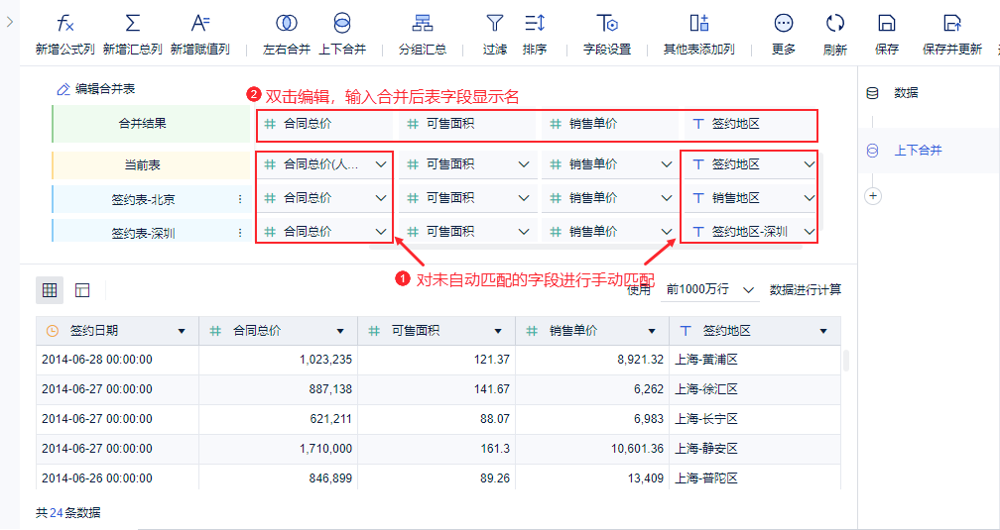 新增公式列 新增汇总列 新增赋值列 左右合并 上下合并 分组汇总 过滤 排序 字段设置 其他表添加列 更多 刷新 保存 保存并更新
编辑合并表
2 双击编辑，输入合并后表字段显示名
数据
合并结果 合同总价 可售面积 销售单价 签约地区
上下合并
当前表 合同总价(人... 可售面积 销售单价 签约地区
签约表-北京 合同总价 可售面积 销售单价 销售地区
签约表-深圳 合同总价 可售面积 销售单价 签约地区-深圳
1 对未自动匹配的字段进行手动匹配
使用 前1000万行 数据进行计算
签约日期 合同总价 可售面积 销售单价 签约地区
2014-06-28 00:00:00 1,023,235 121.37 8,921.32 上海-黄浦区
2014-06-27 00:00:00 887,138 141.67 6,262 上海-徐汇区
2014-06-27 00:00:00 621,211 88.07 6,983 上海-长宁区
2014-06-27 00:00:00 1,710,000 161.3 10,601.36 上海-静安区
2014-06-26 00:00:00 846,899 89.26 13,409 上海-普陀区
共24条数据